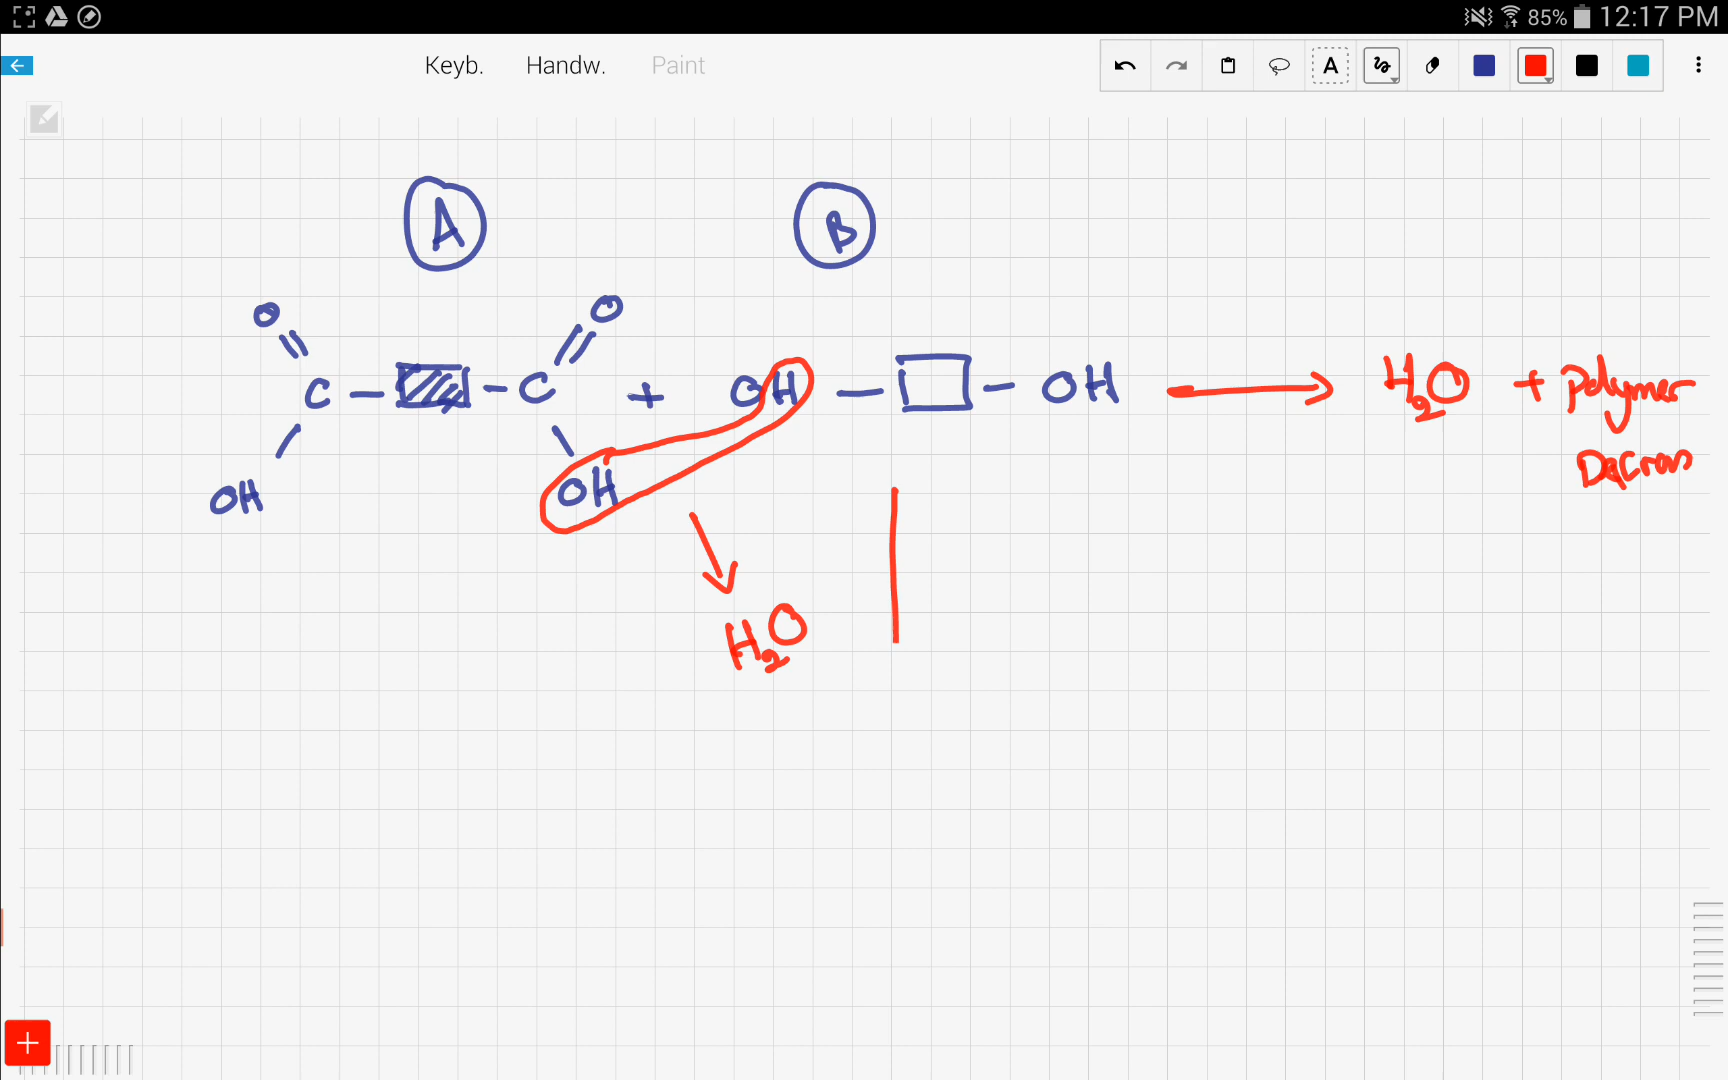 85% 12:17 PM
Keyb. Handw. Paint
A
A B
O O
C - - C + OH - - OH → H2O + Polymer
OH OH Dacron
H2O